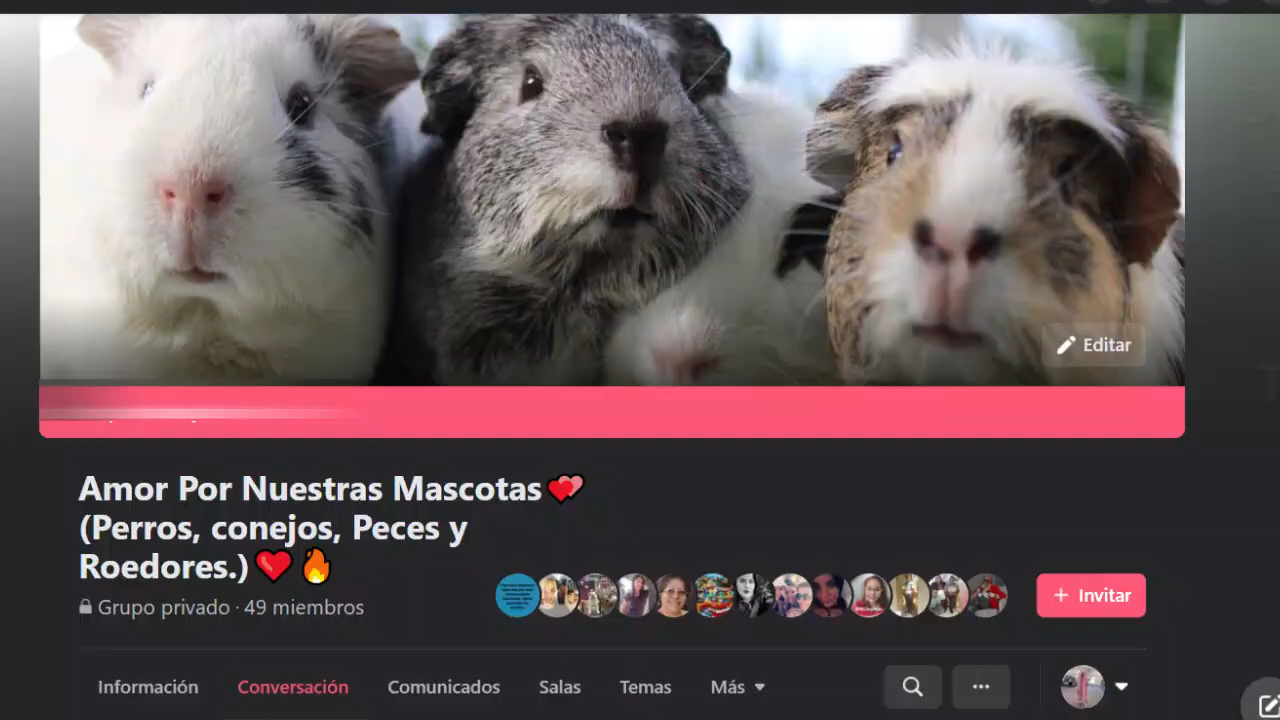 Editar
Amor Por Nuestras Mascotas💕
(Perros, conejos, Peces y
Roedores.)❤️🔥
Grupo privado · 49 miembros
+ Invitar
Información Conversación Comunicados Salas Temas Más